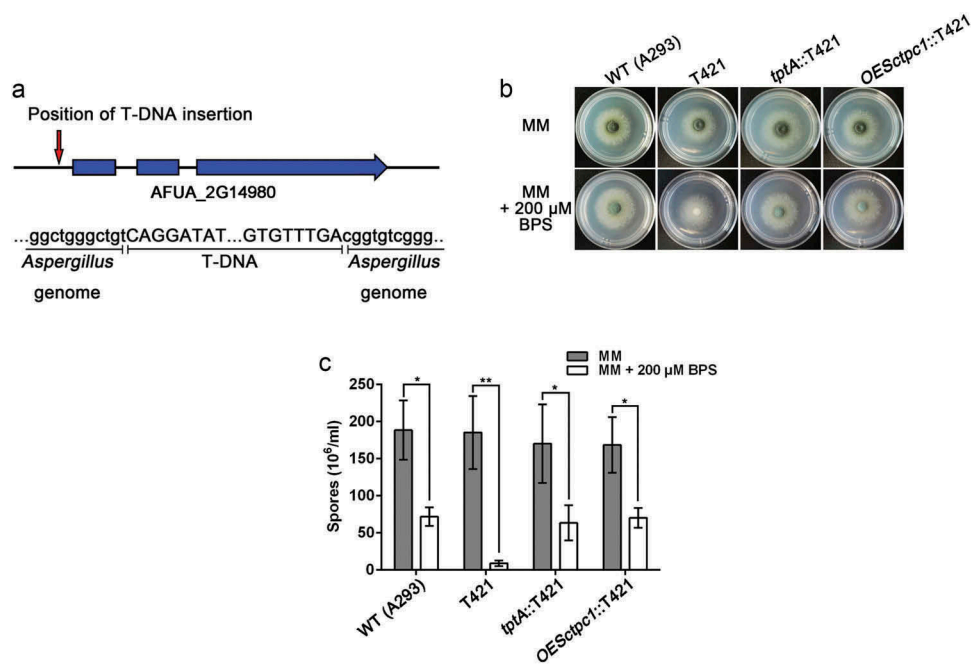 a
Position of T-DNA insertion
AFUA_2G14980
...ggctgggctgtCAGGATAT...GTGTTTGAcggtgtcggg..
Aspergillus genome
T-DNA
Aspergillus genome
b
WT (A293)
T421
tptA::T421
OESctpc1::T421
MM
MM + 200 µM BPS
c
MM
MM + 200 µM BPS
*
**
*
*
Spores (10⁶/ml)
250
200
150
100
50
0
WT (A293)
T421
tptA::T421
OESctpc1::T421